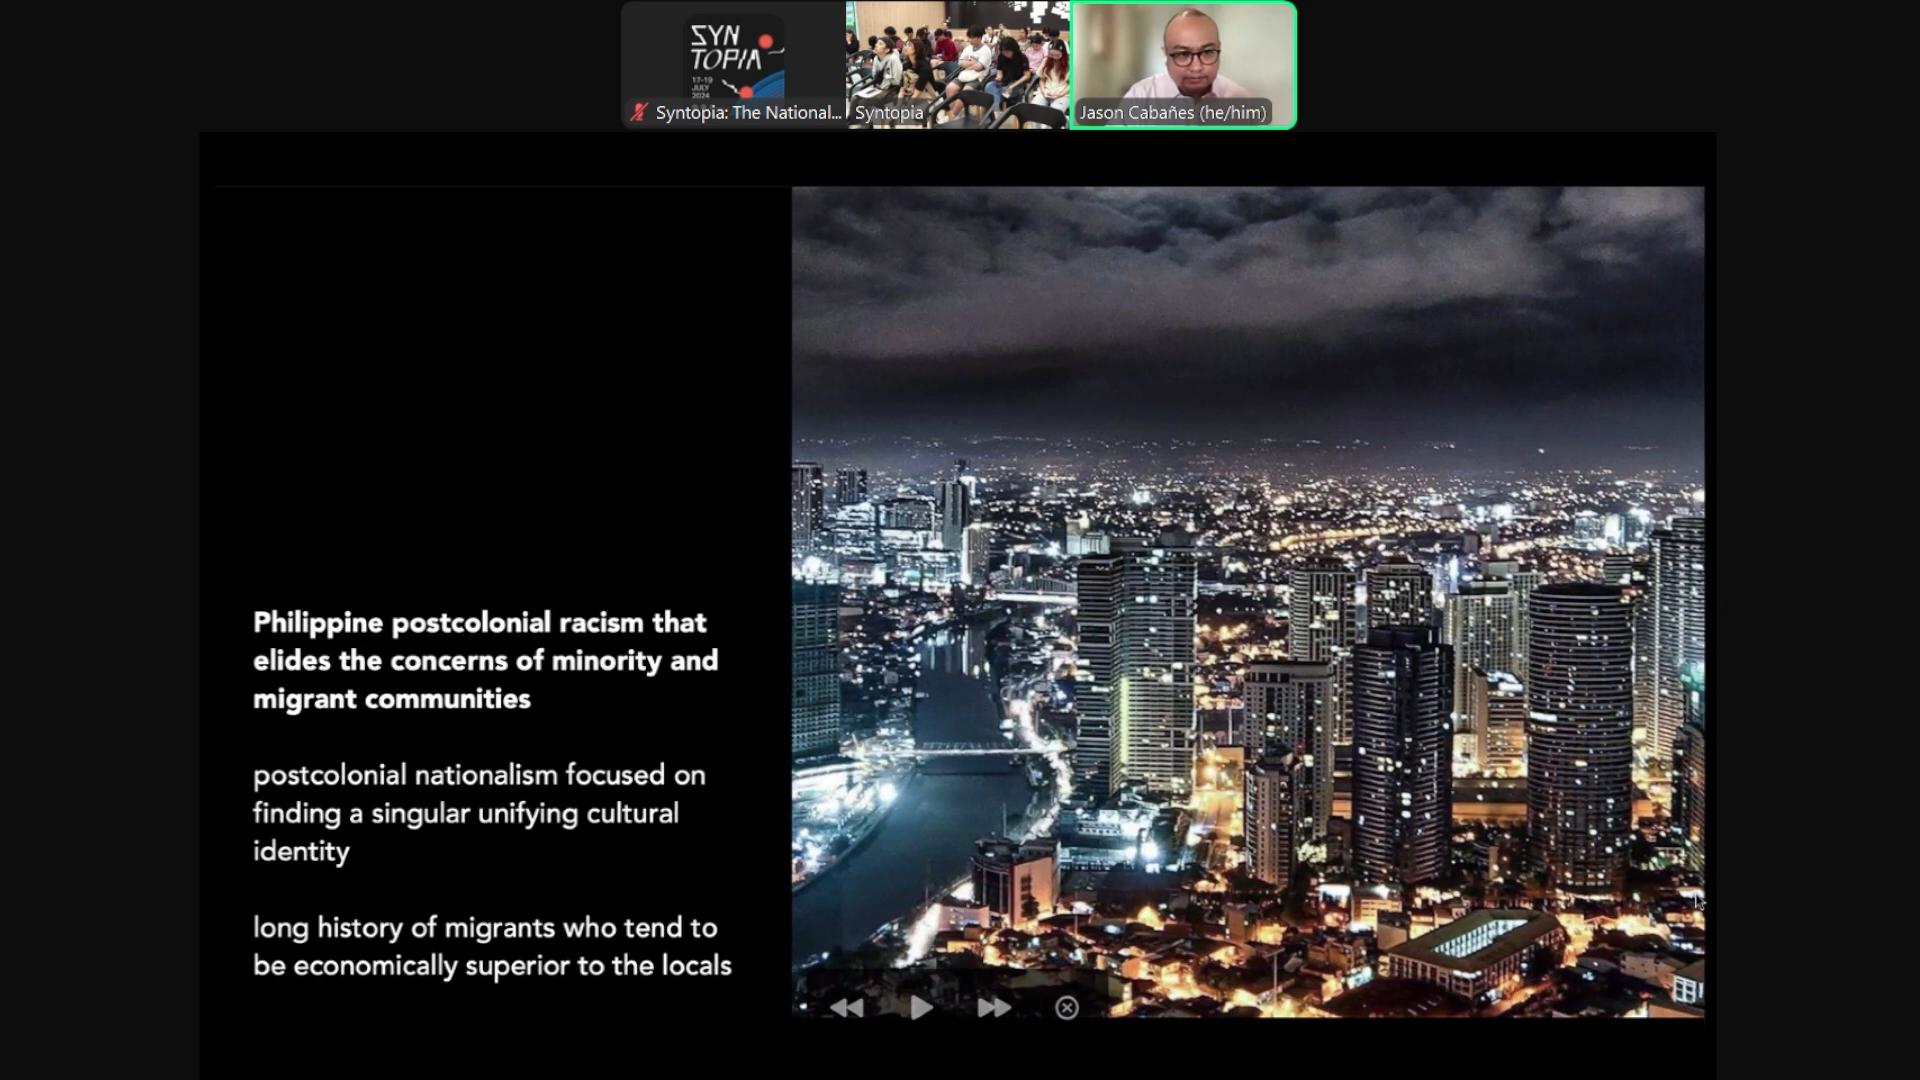 SYN
TOPIA
17-19
JULY
2024
Syntopia: The National...
Syntopia
Jason Cabañes (he/him)
Philippine postcolonial racism that
elides the concerns of minority and
migrant communities
postcolonial nationalism focused on
finding a singular unifying cultural
identity
long history of migrants who tend to
be economically superior to the locals